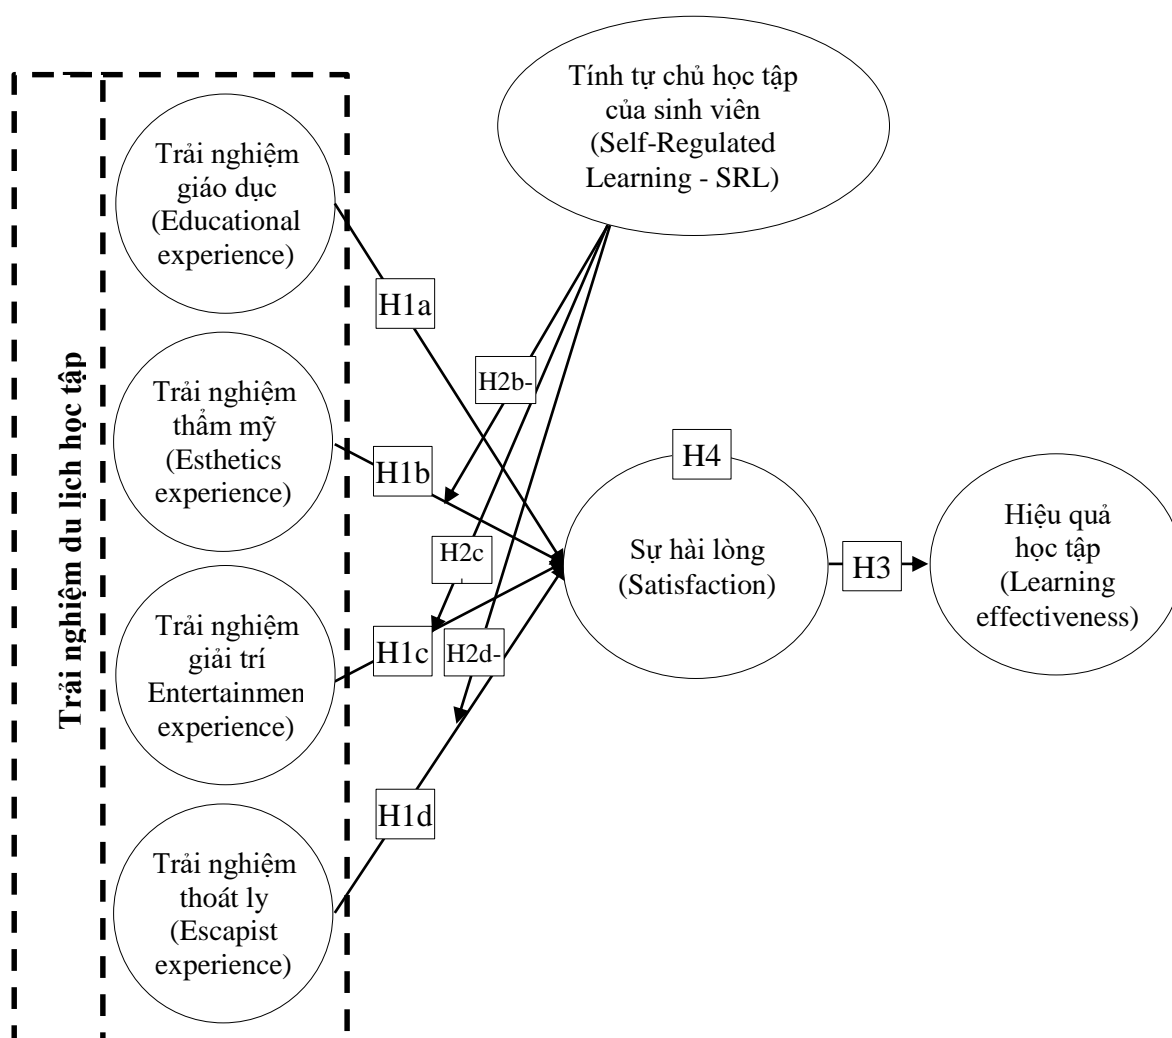 Tính tự chủ học tập
của sinh viên
(Self-Regulated
Learning - SRL)
Trải nghiệm du lịch học tập
Trải nghiệm
giáo dục
(Educational
experience)
H1a
Trải nghiệm
thẩm mỹ
(Esthetics
experience)
H1b
H2b-
H2c
H2d-
Trải nghiệm
giải trí
Entertainmen
experience)
H1c
Trải nghiệm
thoát ly
(Escapist
experience)
H1d
H4
Sự hài lòng
(Satisfaction)
H3
Hiệu quả
học tập
(Learning
effectiveness)